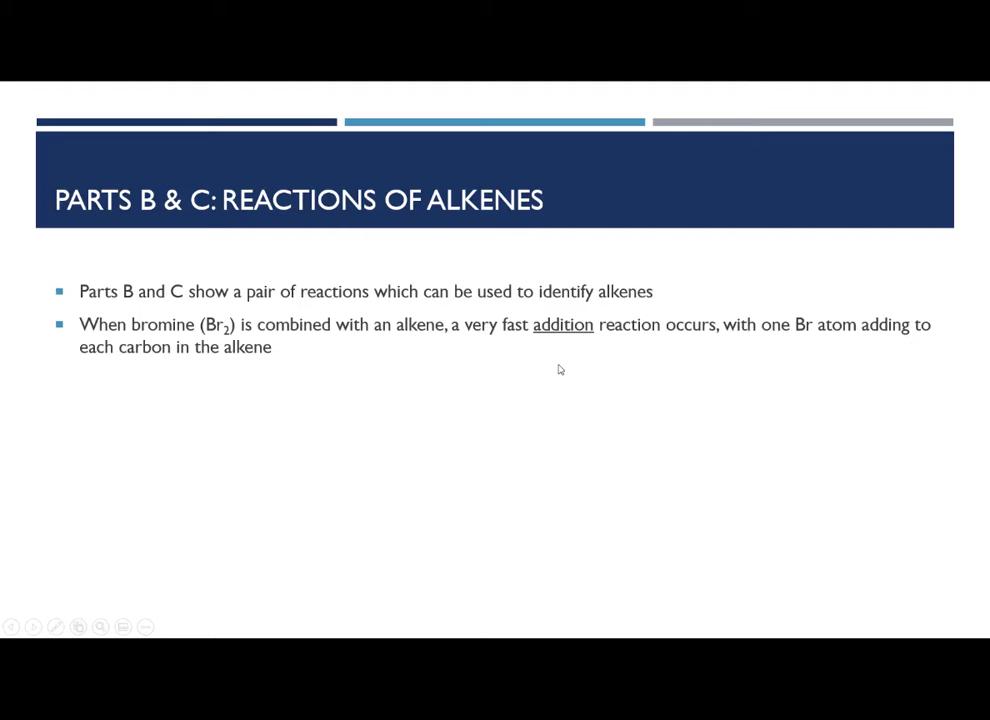 PARTS B & C: REACTIONS OF ALKENES
Parts B and C show a pair of reactions which can be used to identify alkenes
When bromine (Br₂) is combined with an alkene, a very fast addition reaction occurs, with one Br atom adding to
each carbon in the alkene